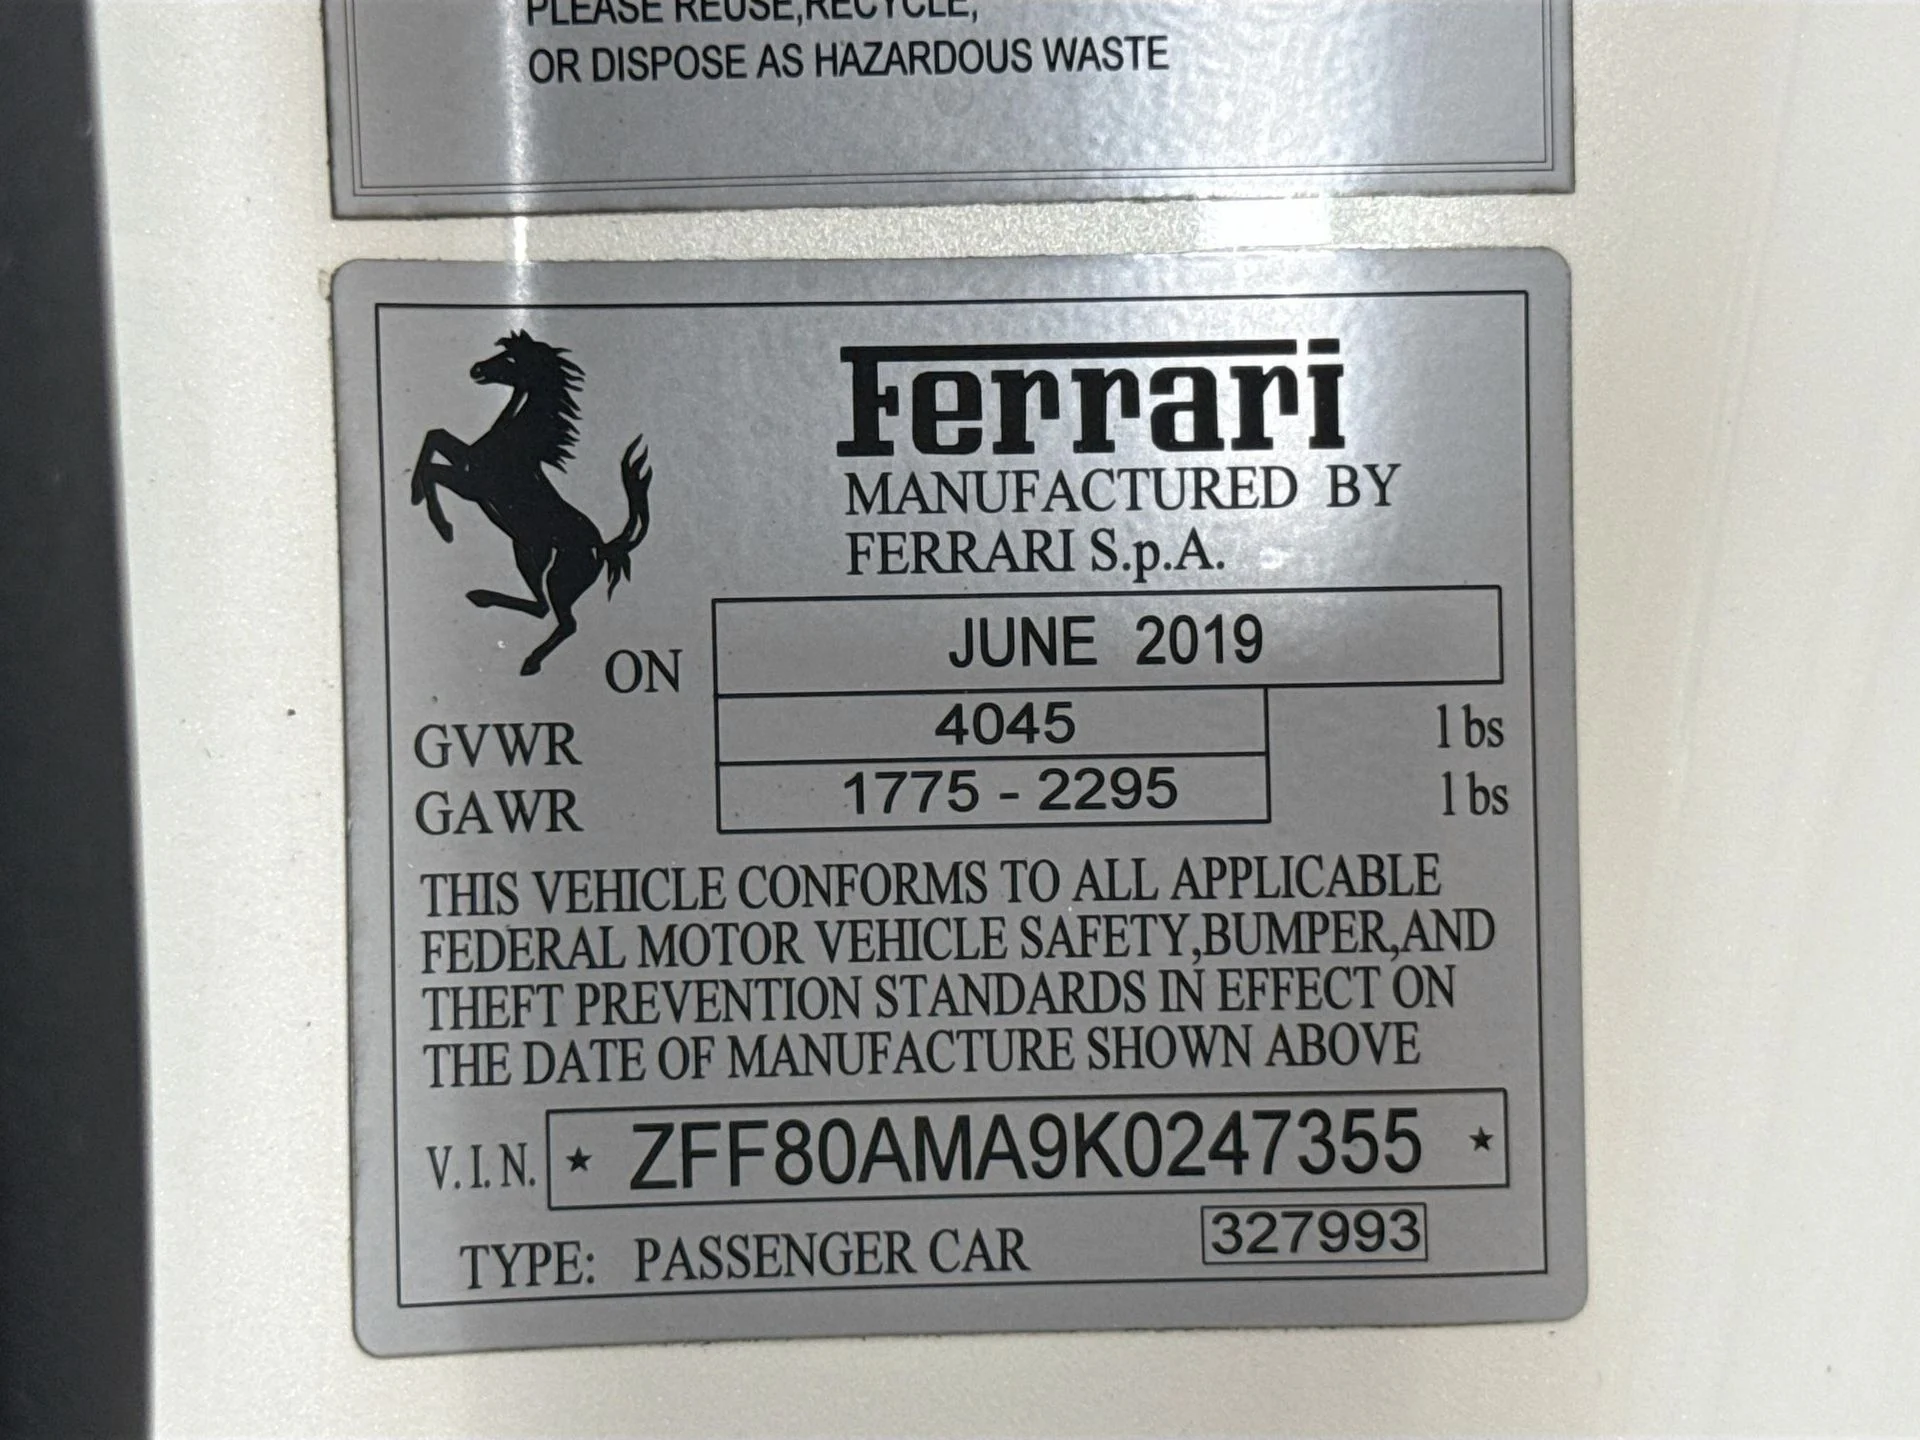 PLEASE REUSE,RECYCLE,
OR DISPOSE AS HAZARDOUS WASTE
Ferrari
MANUFACTURED BY
FERRARI S.p.A.
ON JUNE 2019
GVWR 4045 lbs
GAWR 1775 - 2295 lbs
THIS VEHICLE CONFORMS TO ALL APPLICABLE
FEDERAL MOTOR VEHICLE SAFETY,BUMPER,AND
THEFT PREVENTION STANDARDS IN EFFECT ON
THE DATE OF MANUFACTURE SHOWN ABOVE
V.I.N. ★ ZFF80AMA9K0247355 ★
TYPE: PASSENGER CAR 327993